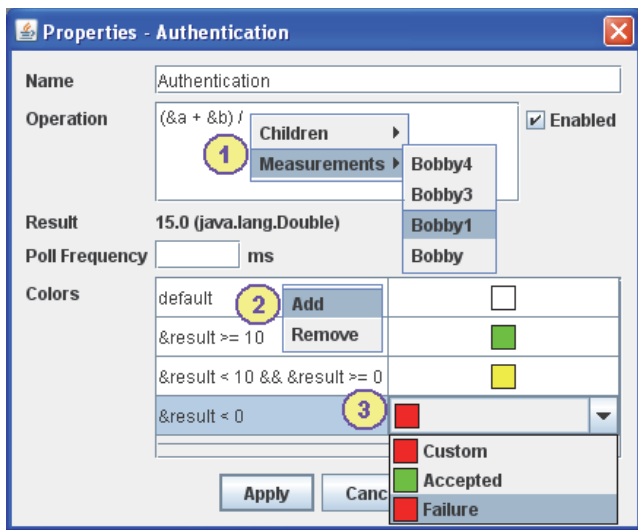 Properties - Authentication
Name Authentication
Operation (&a + &b) / Enabled
1 Children
Measurements Bobby4
Bobby3
Result 15.0 (java.lang.Double) Bobby1
Poll Frequency ms Bobby
Colors default 2 Add
&result >= 10 Remove
&result < 10 && &result >= 0
&result < 0 3
Custom
Accepted
Apply Canc Failure